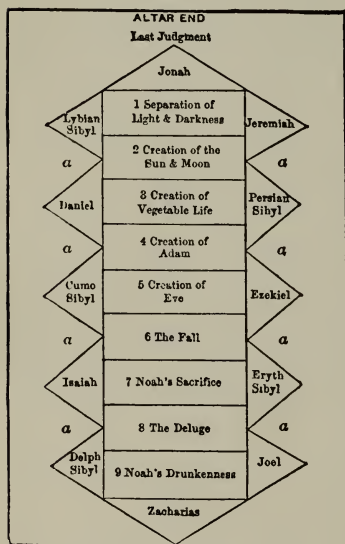 ALTAR END
Last Judgment
Jonah
Lybian
Sibyl
1 Separation of
Light & Darkness
Jeremiah
a
2 Creation of the
Sun & Moon
a
Daniel
3 Creation of
Vegetable Life
Persian
Sibyl
a
4 Creation of
Adam
a
Cumo
Sibyl
5 Creation of
Eve
Ezekiel
a
6 The Fall
a
Isaiah
7 Noah's Sacrifice
Eryth
Sibyl
a
8 The Deluge
a
Delph
Sibyl
9 Noah's Drunkenness
Joel
Zacharias